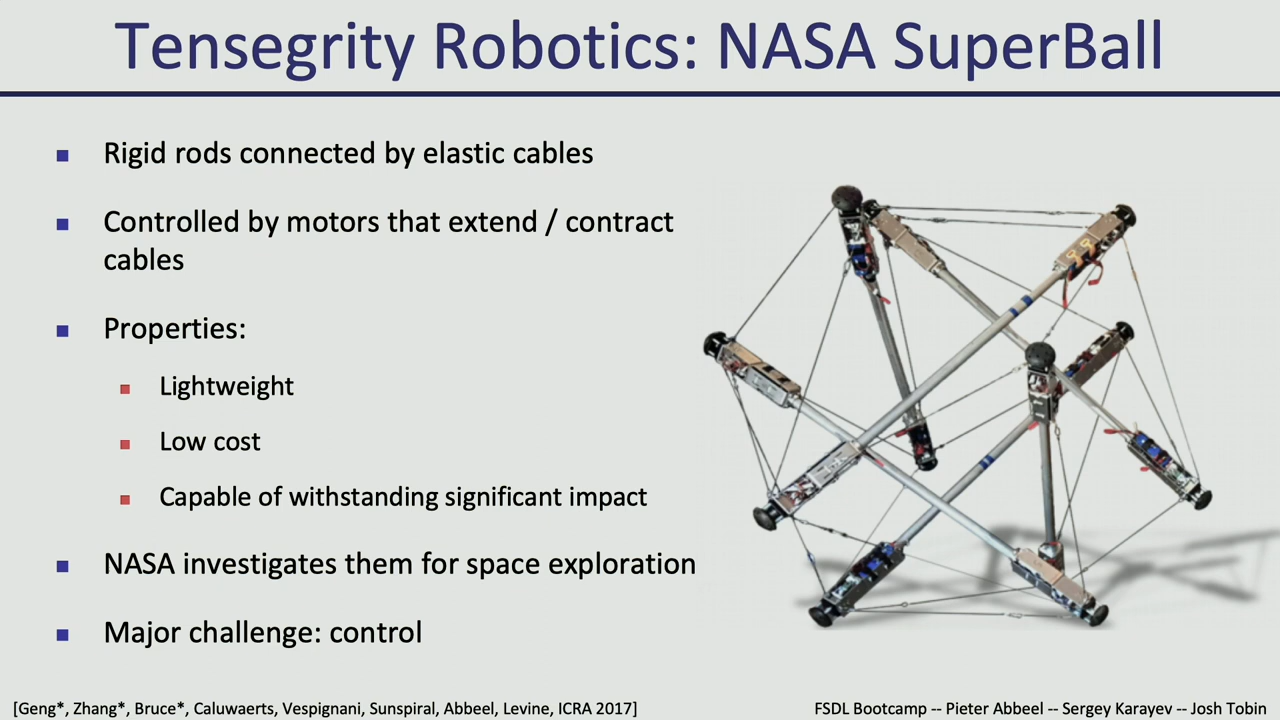 Tensegrity Robotics: NASA SuperBall
Rigid rods connected by elastic cables
Controlled by motors that extend / contract
cables
Properties:
Lightweight
Low cost
Capable of withstanding significant impact
NASA investigates them for space exploration
Major challenge: control
[Geng*, Zhang*, Bruce*, Caluwaerts, Vespignani, Sunspiral, Abbeel, Levine, ICRA 2017]
FSDL Bootcamp -- Pieter Abbeel -- Sergey Karayev -- Josh Tobin